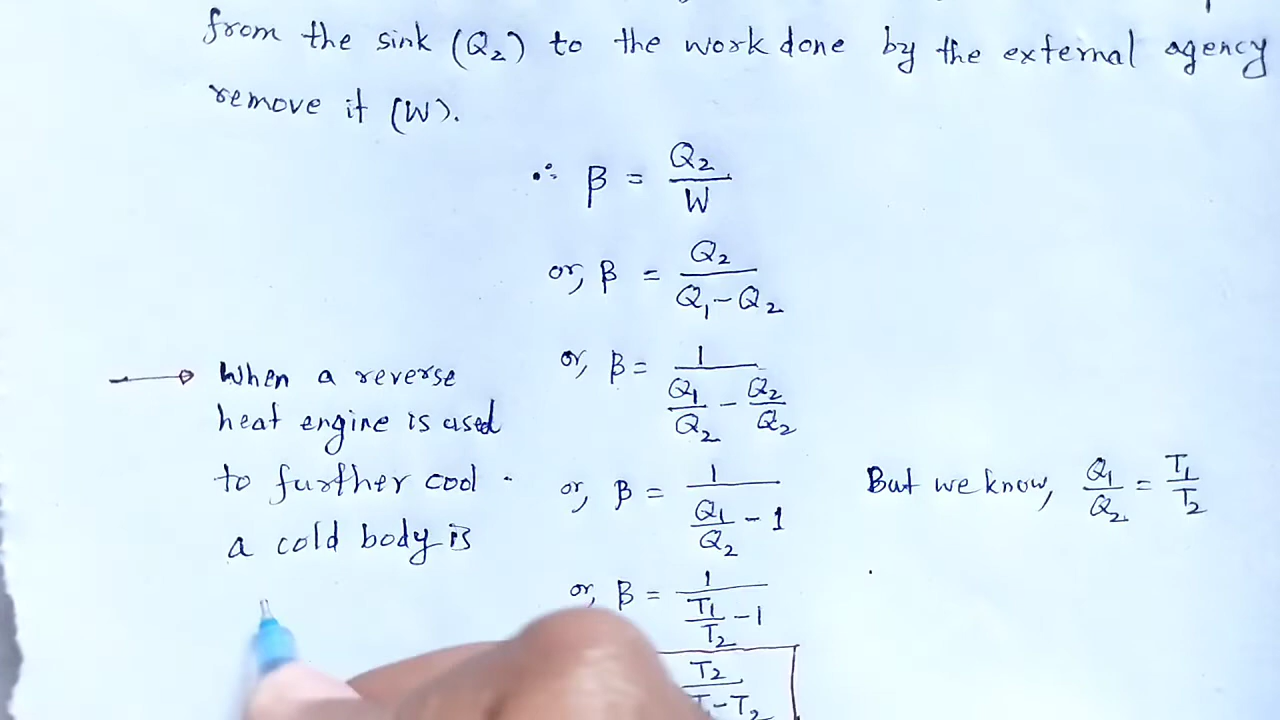 from the sink (Q₂) to the work done by the external agency
remove it (W).
∴ β = Q₂/W
or, β = Q₂/(Q₁-Q₂)
or, β = 1/(Q₁/Q₂ - Q₂/Q₂)
or, β = 1/(Q₁/Q₂ - 1)
But we know, Q₁/Q₂ = T₁/T₂
or, β = 1/(T₁/T₂ - 1)
T₂/ -T₂
When a reverse
heat engine is used
to further cool
a cold body is